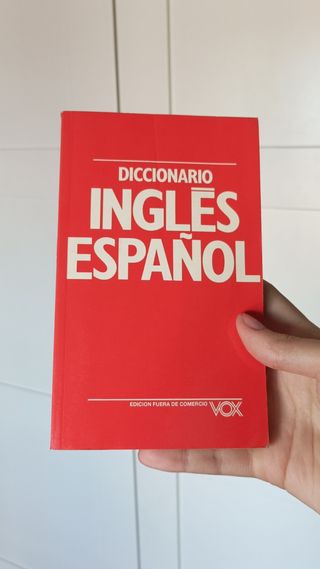 DICCIONARIO
INGLÉS
ESPAÑOL
EDICION FUERA DE COMERCIO VOX